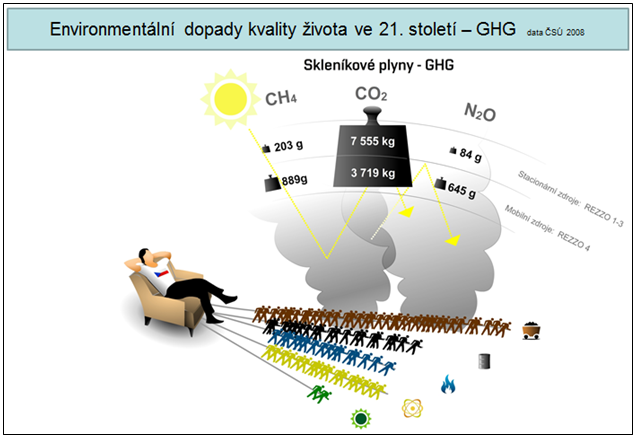 Environmentální dopady kvality života ve 21. století – GHG data ČSÚ 2008
Skleníkové plyny - GHG
CH4
CO2
N2O
203 g
7 555 kg
84 g
889g
3 719 kg
645 g
Stacionární zdroje: REZZO 1-3
Mobilní zdroje: REZZO 4